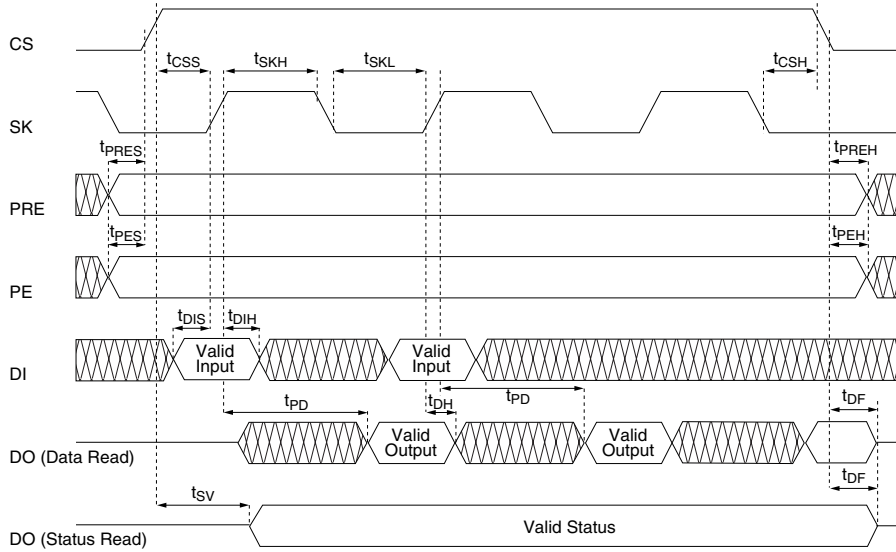 CS
tCSS
tSKH
tSKL
tCSH
SK
tPRES
tPREH
PRE
tPES
tPEH
PE
tDIS
tDIH
Valid
Input
Valid
Input
DI
tPD
tDH
tPD
tDF
Valid
Output
Valid
Output
DO (Data Read)
tDF
tSV
Valid Status
DO (Status Read)